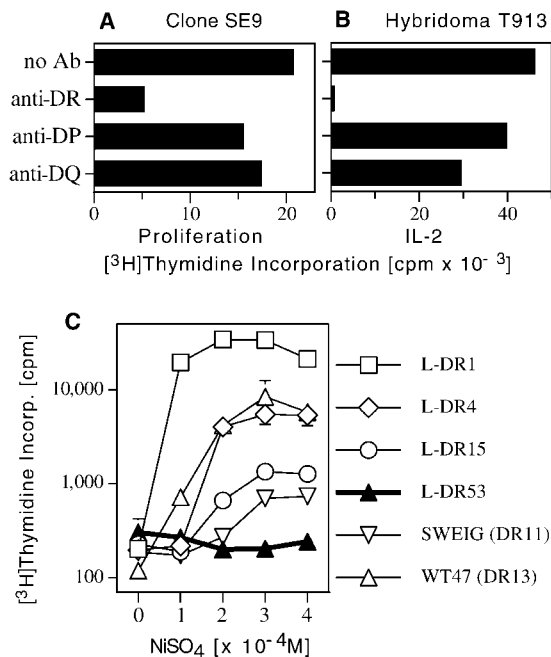 A Clone SE9
B Hybridoma T913
no Ab
anti-DR
anti-DP
anti-DQ
0 10 20
0 20 40
Proliferation
IL-2
[³H]Thymidine Incorporation [cpm x 10⁻ ³]
C
[³H]Thymidine Incorp. [cpm]
10,000
1,000
100
0 1 2 3 4
NiSO₄ [x 10⁻⁴M]
L-DR1
L-DR4
L-DR15
L-DR53
SWEIG (DR11)
WT47 (DR13)